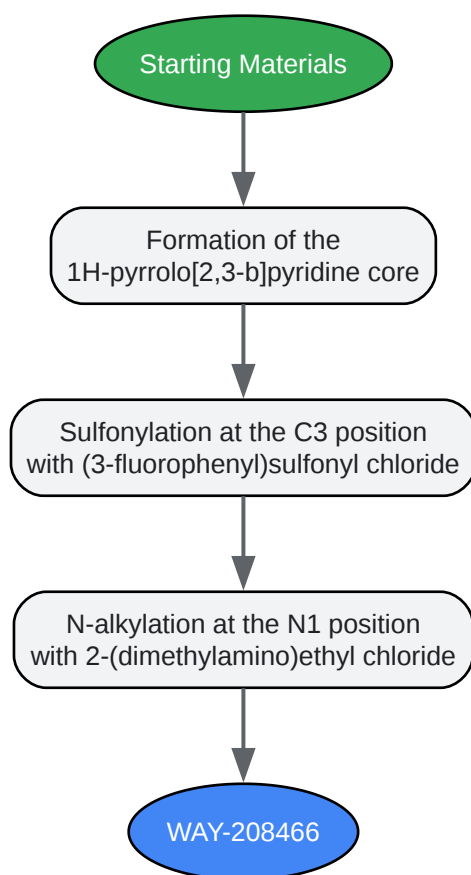 Starting Materials
Formation of the
1H-pyrrolo[2,3-b]pyridine core
Sulfonylation at the C3 position
with (3-fluorophenyl)sulfonyl chloride
N-alkylation at the N1 position
with 2-(dimethylamino)ethyl chloride
WAY-208466